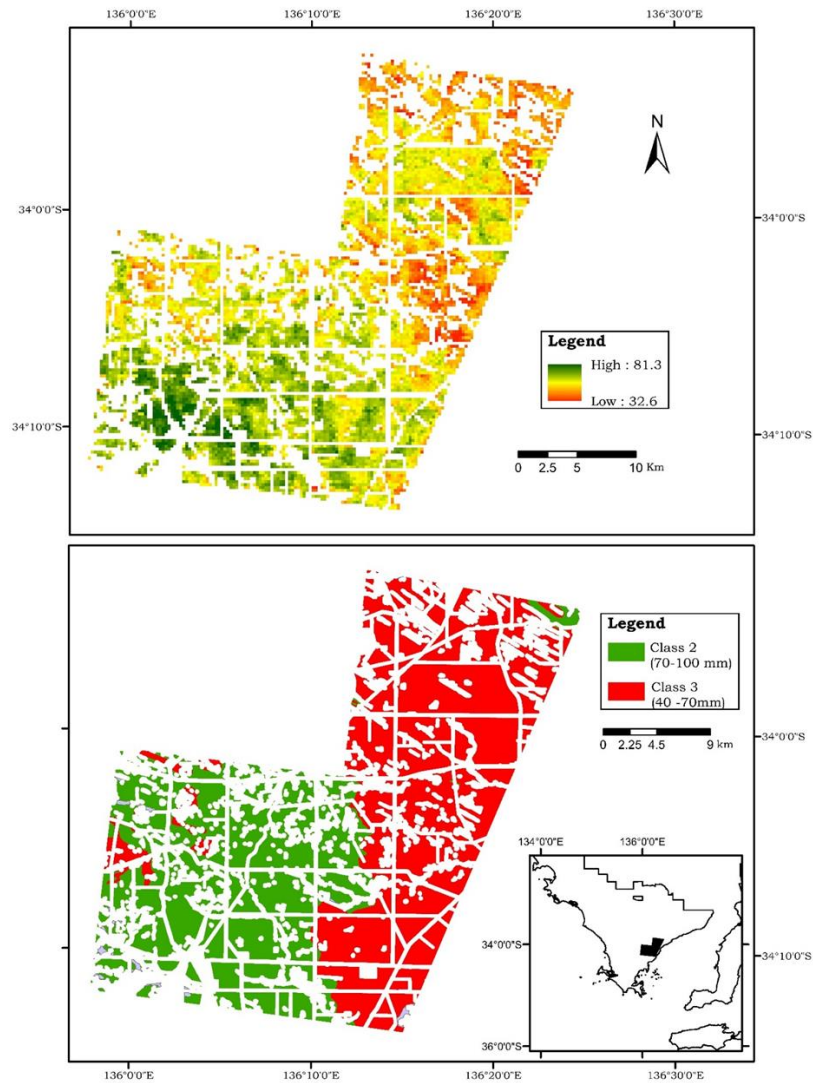 136°0'0"E 136°10'0"E 136°20'0"E 136°30'0"E
N
34°0'0"S 34°0'0"S
Legend
High : 81.3
Low : 32.6
34°10'0"S 34°10'0"S
0 2.5 5 10 Km
Legend
Class 2
(70-100 mm)
Class 3
(40 -70mm)
0 2.25 4.5 9 km
34°0'0"S
134°0'0"E 136°0'0"E
34°0'0"S
34°10'0"S
36°0'0"S
136°0'0"E 136°10'0"E 136°20'0"E 136°30'0"E